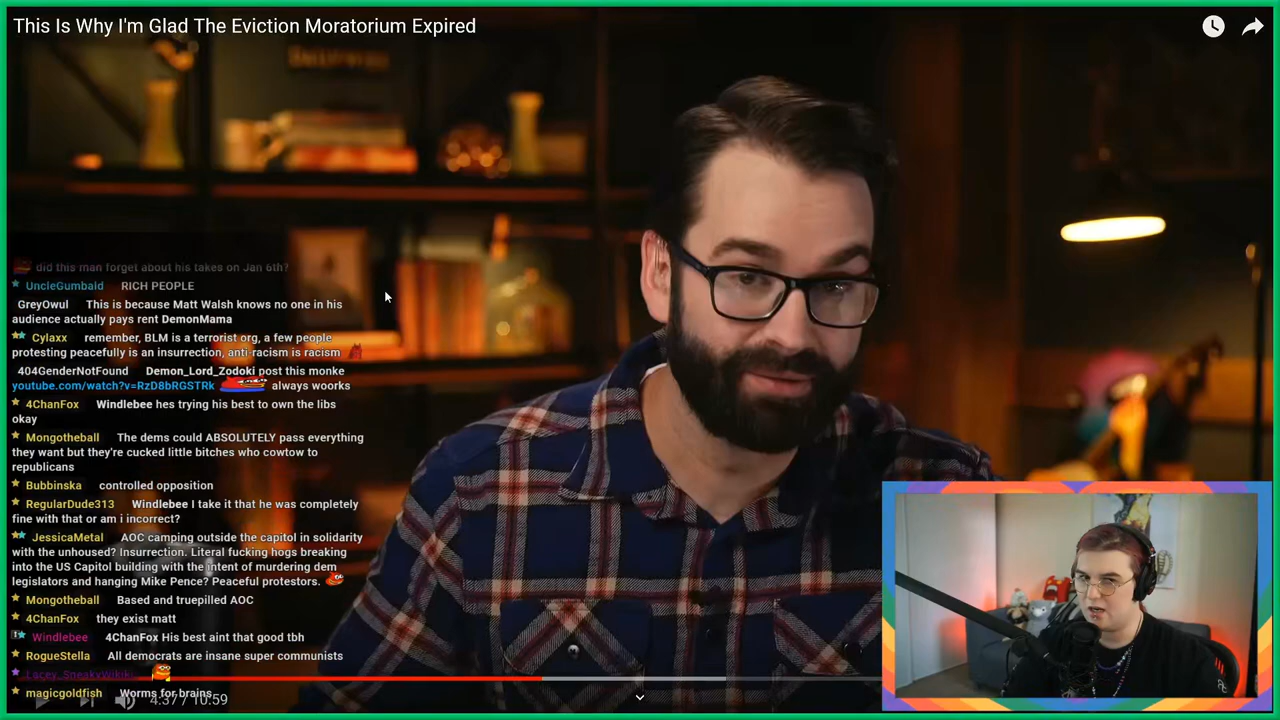 This Is Why I'm Glad The Eviction Moratorium Expired
did this man forget about his takes on Jan 6th?
UncleGumbald RICH PEOPLE
GreyOwul This is because Matt Walsh knows no one in his
audience actually pays rent DemonMama
Cylaxx remember, BLM is a terrorist org, a few people
protesting peacefully is an insurrection, anti-racism is racism
404GenderNotFound Demon_Lord_Zodoki post this monke
youtube.com/watch?v=RzD8bRGSTRk always woorks
4ChanFox Windlebee hes trying his best to own the libs
okay
Mongotheball The dems could ABSOLUTELY pass everything
they want but they're cucked little bitches who cowtow to
republicans
Bubbinska controlled opposition
RegularDude313 Windlebee I take it that he was completely
fine with that or am i incorrect?
JessicaMetal AOC camping outside the capitol in solidarity
with the unhoused? Insurrection. Literal fucking hogs breaking
into the US Capitol building with the intent of murdering dem
legislators and hanging Mike Pence? Peaceful protestors.
Mongotheball Based and truepilled AOC
4ChanFox they exist matt
Windlebee 4ChanFox His best aint that good tbh
RogueStella All democrats are insane super communists
magicgoldfish Worms for brains
4:37 / 10:59